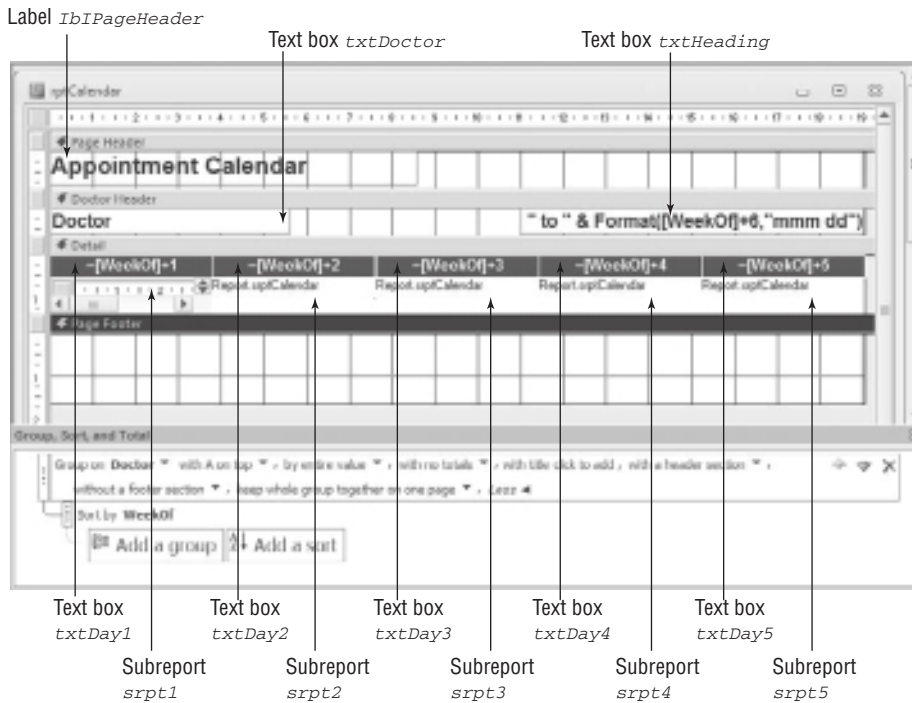 Label IblPageHeader
Text box txtDoctor
Text box txtHeading
rptCalendar
Page Header
Appointment Calendar
Doctor Header
Doctor
" to " & Format([WeekOf]+6,"mmm dd")
Detail
=[WeekOf]+1 =[WeekOf]+2 =[WeekOf]+3 =[WeekOf]+4 =[WeekOf]+5
Report.srptCalendar Report.srptCalendar Report.srptCalendar Report.srptCalendar
Page Footer
Group, Sort, and Total
Group on Doctor with A on top , by entire value , with no totals , with title click to add , with a header section ,
without a footer section , keep whole group together on one page , Less
Sort by WeekOf
Add a group Add a sort
Text box Text box Text box Text box Text box
txtDay1 txtDay2 txtDay3 txtDay4 txtDay5
Subreport Subreport Subreport Subreport Subreport
srpt1 srpt2 srpt3 srpt4 srpt5